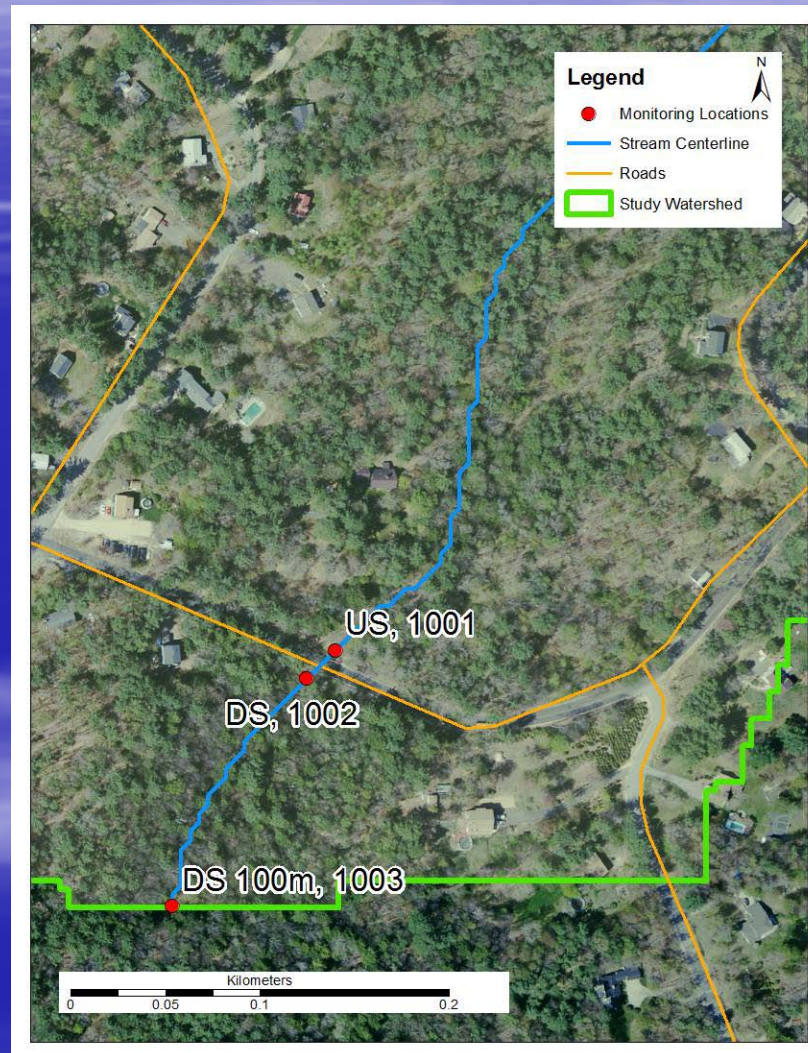 Legend
N
Monitoring Locations
Stream Centerline
Roads
Study Watershed
US, 1001
DS, 1002
DS 100m, 1003
Kilometers
0 0.05 0.1 0.2